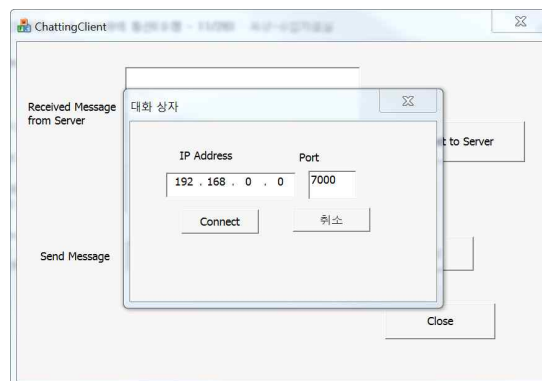 ChattingClient
Received Message
from Server
대화 상자
t to Server
IP Address
Port
192 . 168 . 0 . 0
7000
Connect
취소
Send Message
Close